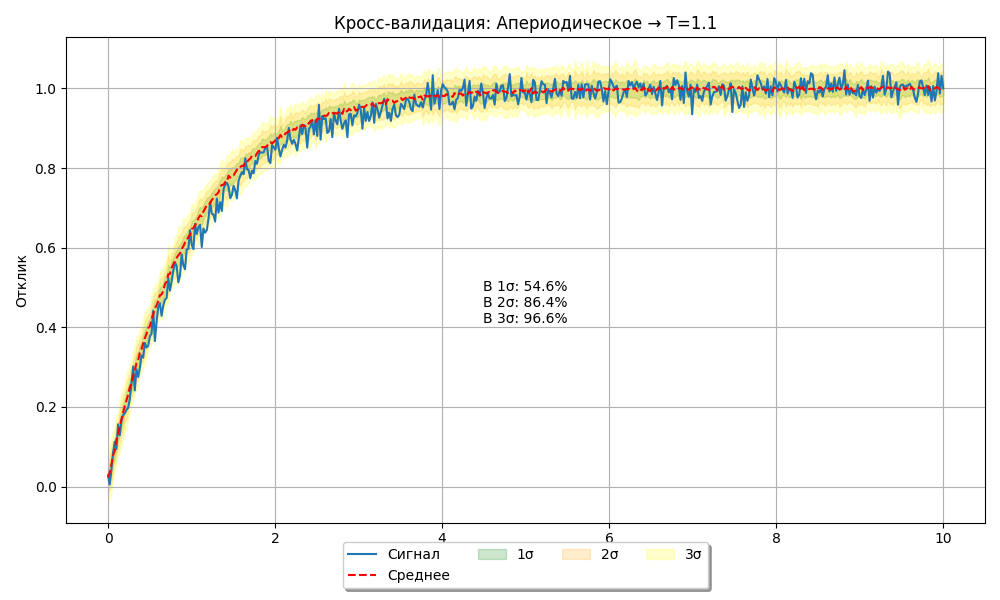 Кросс-валидация: Апериодическое → T=1.1
Отклик
1.0
0.8
0.6
0.4
0.2
0.0
В 1σ: 54.6%
В 2σ: 86.4%
В 3σ: 96.6%
0 2 4 6 8 10
Сигнал 1σ 2σ 3σ
Среднее